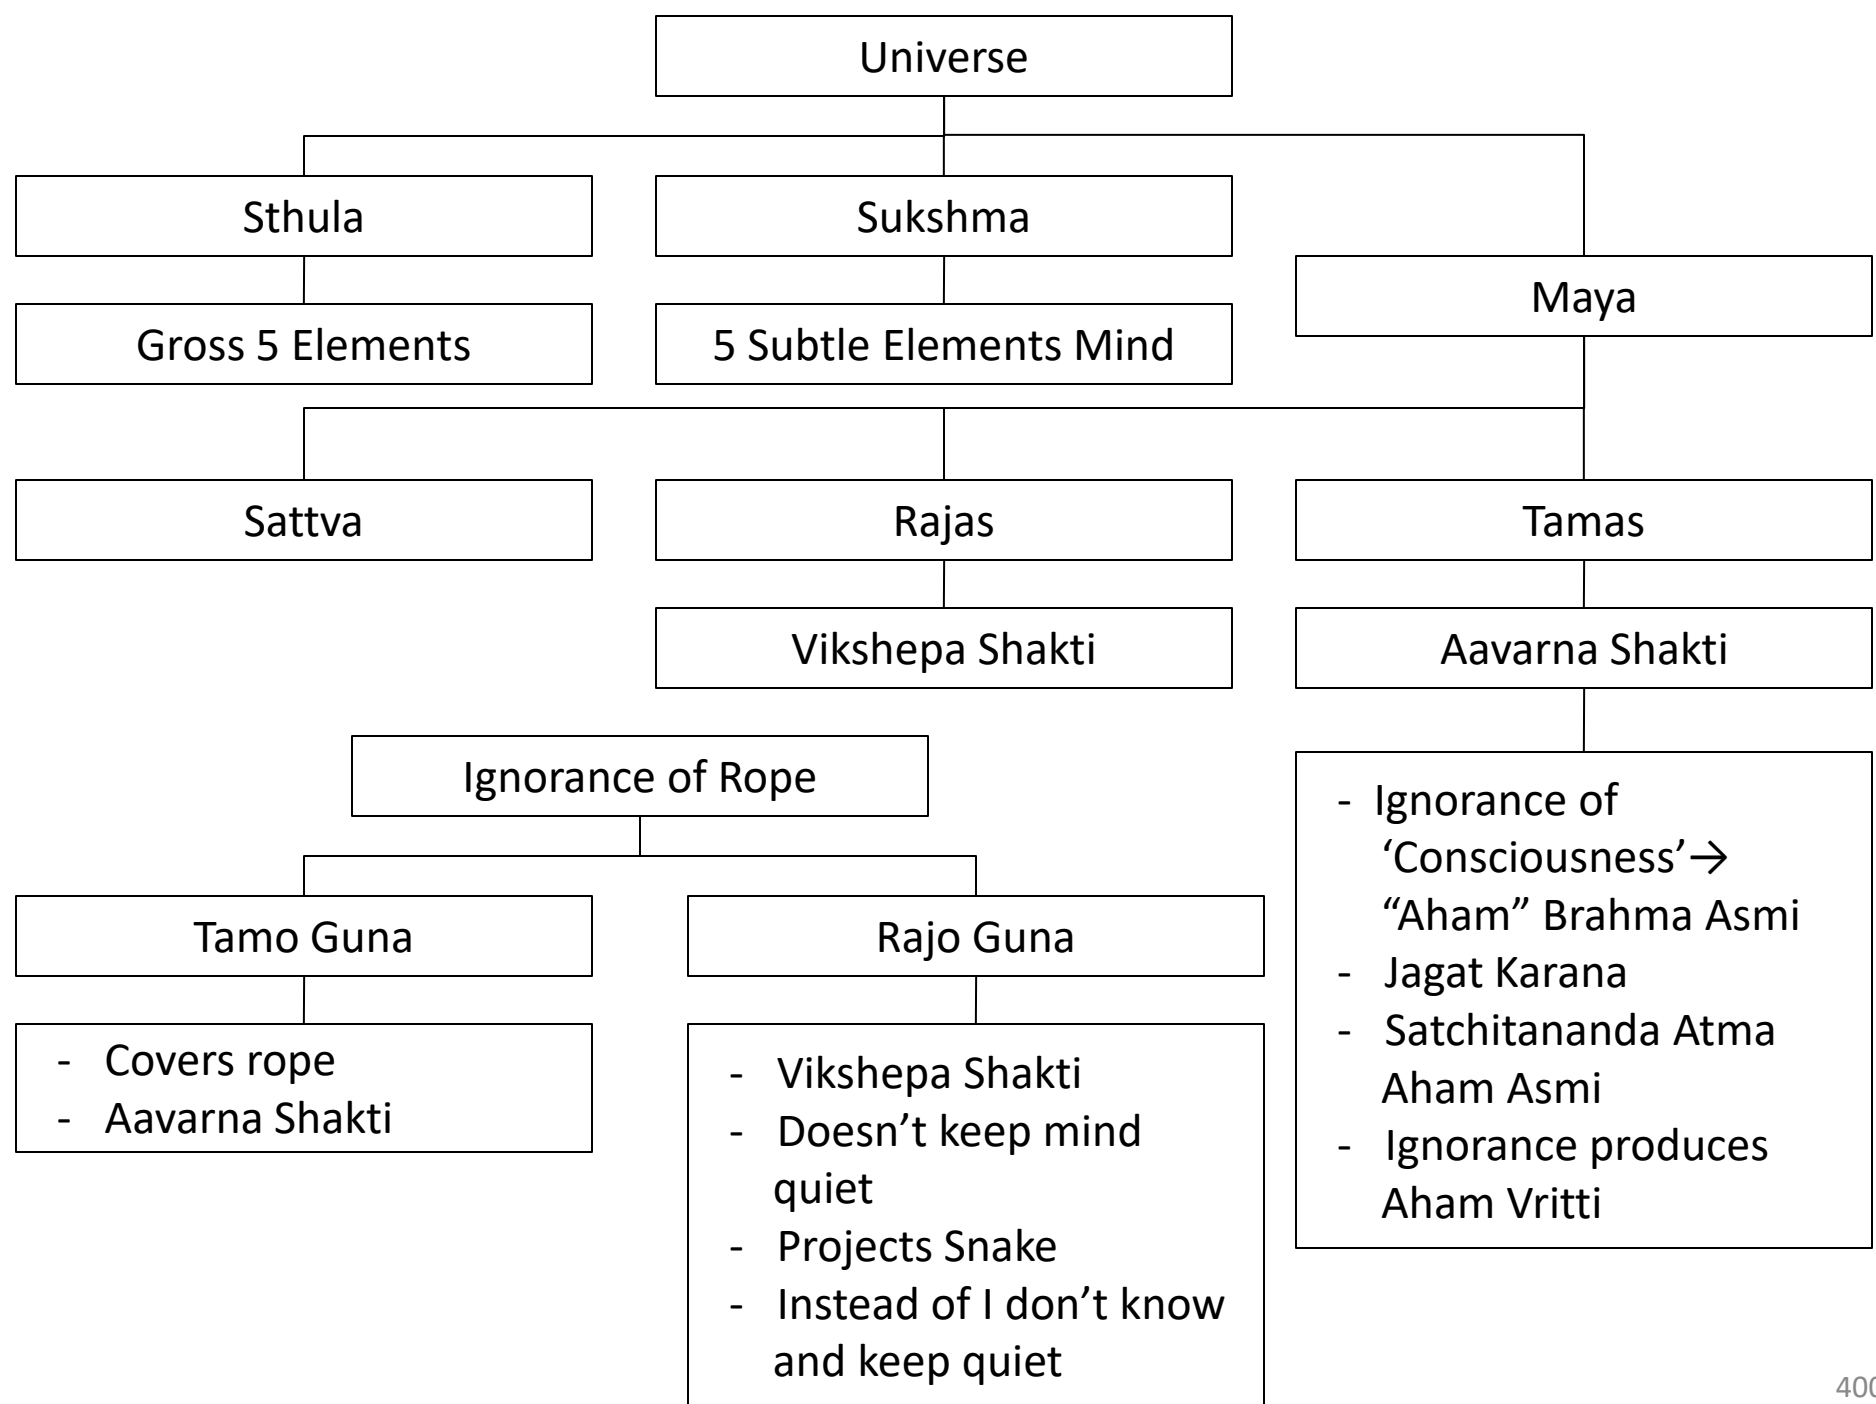 Universe
Sthula
Sukshma
Maya
Gross 5 Elements
5 Subtle Elements Mind
Sattva
Rajas
Tamas
Vikshepa Shakti
Aavarna Shakti
- Ignorance of
‘Consciousness’→
“Aham” Brahma Asmi
- Jagat Karana
- Satchitananda Atma
Aham Asmi
- Ignorance produces
Aham Vritti
Ignorance of Rope
Tamo Guna
Rajo Guna
- Covers rope
- Aavarna Shakti
- Vikshepa Shakti
- Doesn’t keep mind
quiet
- Projects Snake
- Instead of I don’t know
and keep quiet
400